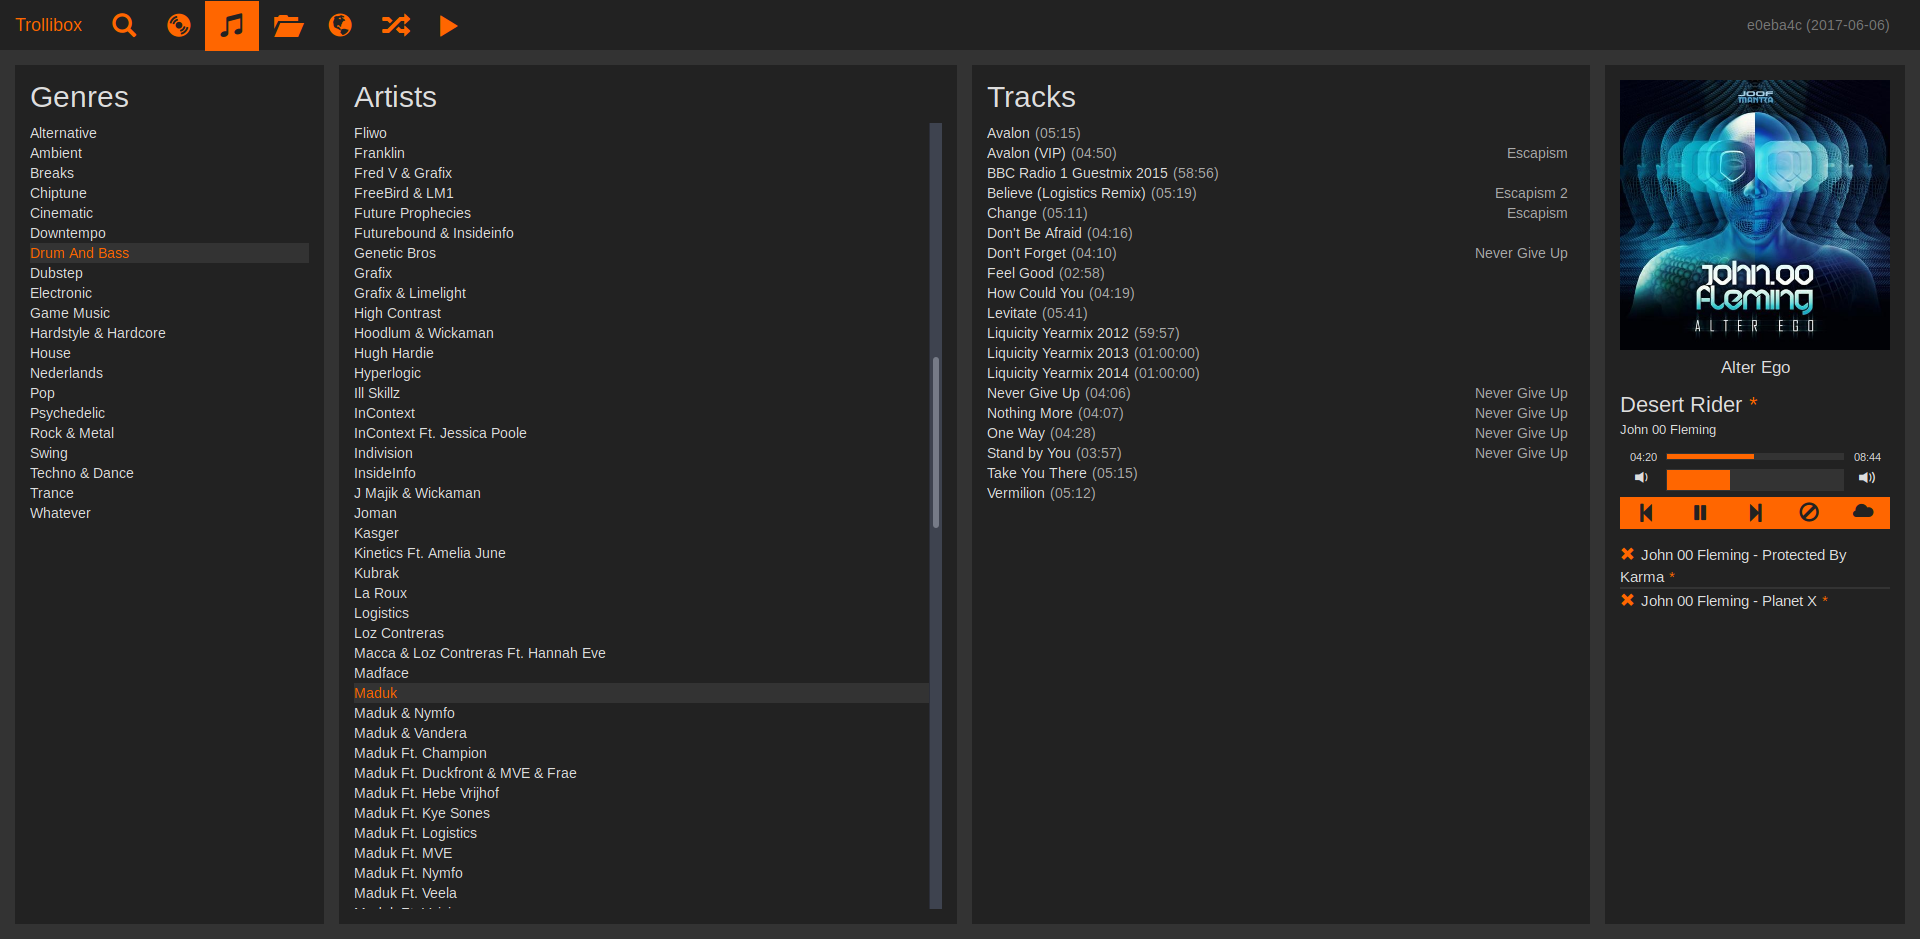 Trollibox
e0eba4c (2017-06-06)
Genres
Alternative
Ambient
Breaks
Chiptune
Cinematic
Downtempo
Drum And Bass
Dubstep
Electronic
Game Music
Hardstyle & Hardcore
House
Nederlands
Pop
Psychedelic
Rock & Metal
Swing
Techno & Dance
Trance
Whatever
Artists
Fliwo
Franklin
Fred V & Grafix
FreeBird & LM1
Future Prophecies
Futurebound & Insideinfo
Genetic Bros
Grafix
Grafix & Limelight
High Contrast
Hoodlum & Wickaman
Hugh Hardie
Hyperlogic
Ill Skillz
InContext
InContext Ft. Jessica Poole
Indivision
InsideInfo
J Majik & Wickaman
Joman
Kasger
Kinetics Ft. Amelia June
Kubrak
La Roux
Logistics
Loz Contreras
Macca & Loz Contreras Ft. Hannah Eve
Madface
Maduk
Maduk & Nymfo
Maduk & Vandera
Maduk Ft. Champion
Maduk Ft. Duckfront & MVE & Frae
Maduk Ft. Hebe Vrijhof
Maduk Ft. Kye Sones
Maduk Ft. Logistics
Maduk Ft. MVE
Maduk Ft. Nymfo
Maduk Ft. Veela
Tracks
Avalon (05:15)
Avalon (VIP) (04:50) Escapism
BBC Radio 1 Guestmix 2015 (58:56)
Believe (Logistics Remix) (05:19) Escapism 2
Change (05:11) Escapism
Don't Be Afraid (04:16)
Don't Forget (04:10) Never Give Up
Feel Good (02:58)
How Could You (04:19)
Levitate (05:41)
Liquicity Yearmix 2012 (59:57)
Liquicity Yearmix 2013 (01:00:00)
Liquicity Yearmix 2014 (01:00:00)
Never Give Up (04:06) Never Give Up
Nothing More (04:07) Never Give Up
One Way (04:28) Never Give Up
Stand by You (03:57) Never Give Up
Take You There (05:15)
Vermilion (05:12)
JOOF
MANTRA
John.00
Fleming
ALTER EGO
Alter Ego
Desert Rider *
John 00 Fleming
04:20 08:44
John 00 Fleming - Protected By
Karma *
John 00 Fleming - Planet X *